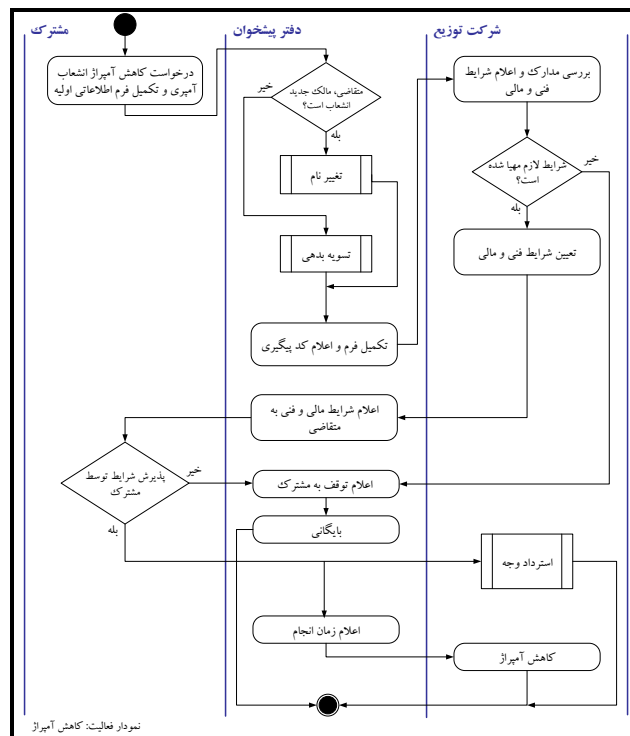 مشترك
دفتر پیشخوان
شرکت توزیع
درخواست کاهش آمپراژ انشعاب
آمپری و تکمیل فرم اطلاعاتی اولیه
متقاضی، مالک جدید
انشعاب است؟
خیر
بله
تغییر نام
تسویه بدهی
تکمیل فرم و اعلام کد پیگیری
بررسی مدارک و اعلام شرایط
فنی و مالی
شرایط لازم مهیا شده
است؟
خیر
بله
تعیین شرایط فنی و مالی
اعلام شرایط مالی و فنی به
متقاضی
پذیرش شرایط توسط
مشترك
خیر
بله
اعلام توقف به مشترك
بایگانی
استرداد وجه
اعلام زمان انجام
کاهش آمپراژ
نمودار فعالیت: کاهش آمپراژ